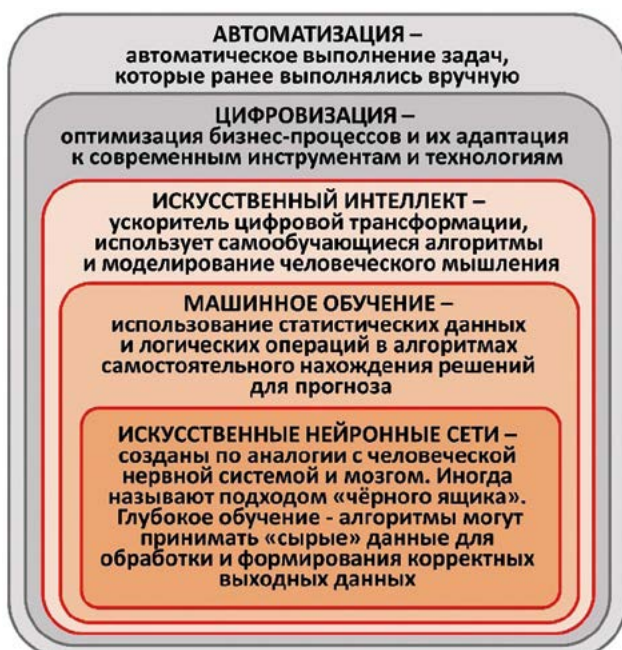 АВТОМАТИЗАЦИЯ –
автоматическое выполнение задач,
которые ранее выполнялись вручную
ЦИФРОВИЗАЦИЯ –
оптимизация бизнес-процессов и их адаптация
к современным инструментам и технологиям
ИСКУССТВЕННЫЙ ИНТЕЛЛЕКТ –
ускоритель цифровой трансформации,
использует самообучающиеся алгоритмы
и моделирование человеческого мышления
МАШИННОЕ ОБУЧЕНИЕ –
использование статистических данных
и логических операций в алгоритмах
самостоятельного нахождения решений
для прогноза
ИСКУССТВЕННЫЕ НЕЙРОННЫЕ СЕТИ –
созданы по аналогии с человеческой
нервной системой и мозгом. Иногда
называют подходом «чёрного ящика».
Глубокое обучение - алгоритмы могут
принимать «сырые» данные для
обработки и формирования корректных
выходных данных